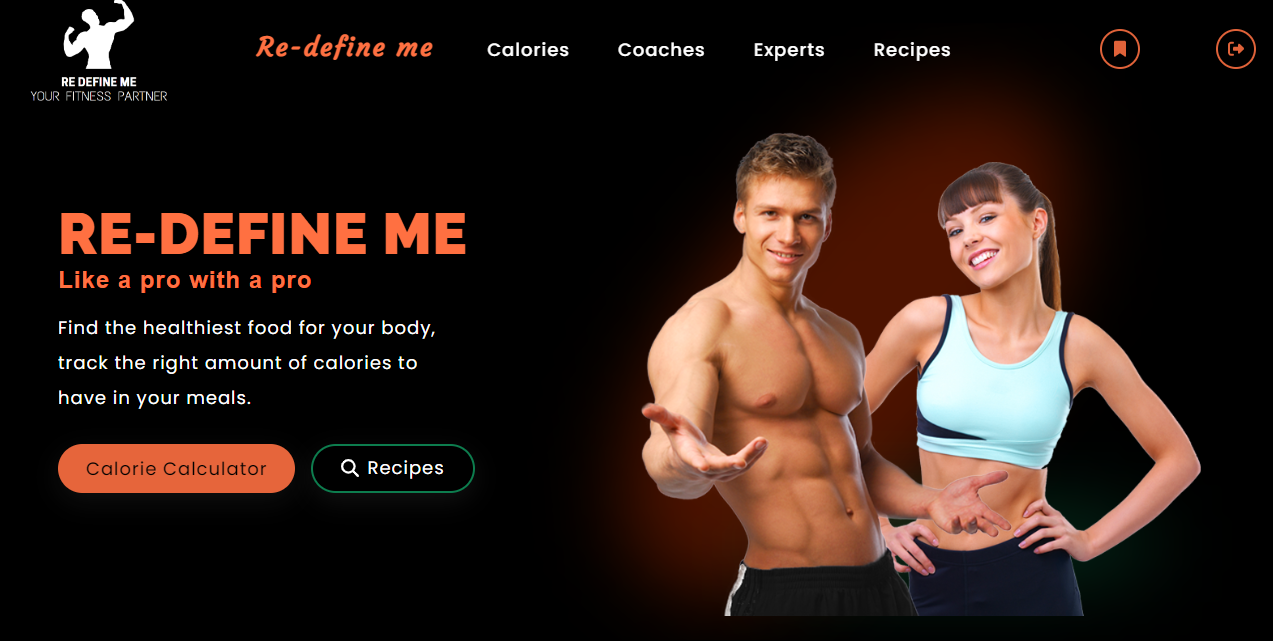 RE DEFINE ME
YOUR FITNESS PARTNER
Re-define me
Calories
Coaches
Experts
Recipes
RE-DEFINE ME
Like a pro with a pro
Find the healthiest food for your body,
track the right amount of calories to
have in your meals.
Calorie Calculator
Recipes